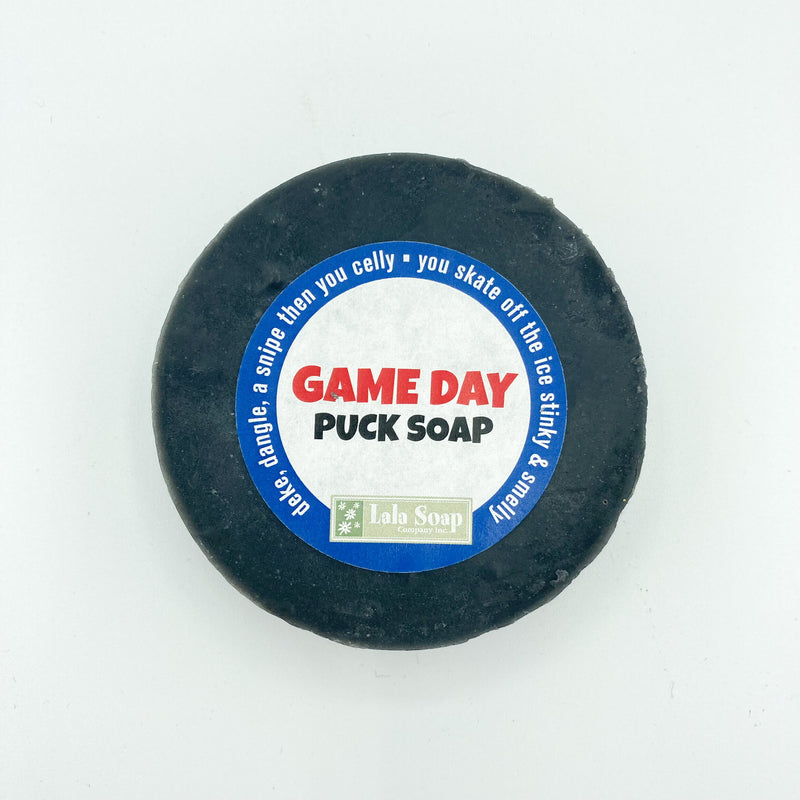 deke, dangle, a snipe then you celly ▪ you skate off the ice stinky & smelly
GAME DAY
PUCK SOAP
Lala Soap
Company Inc.